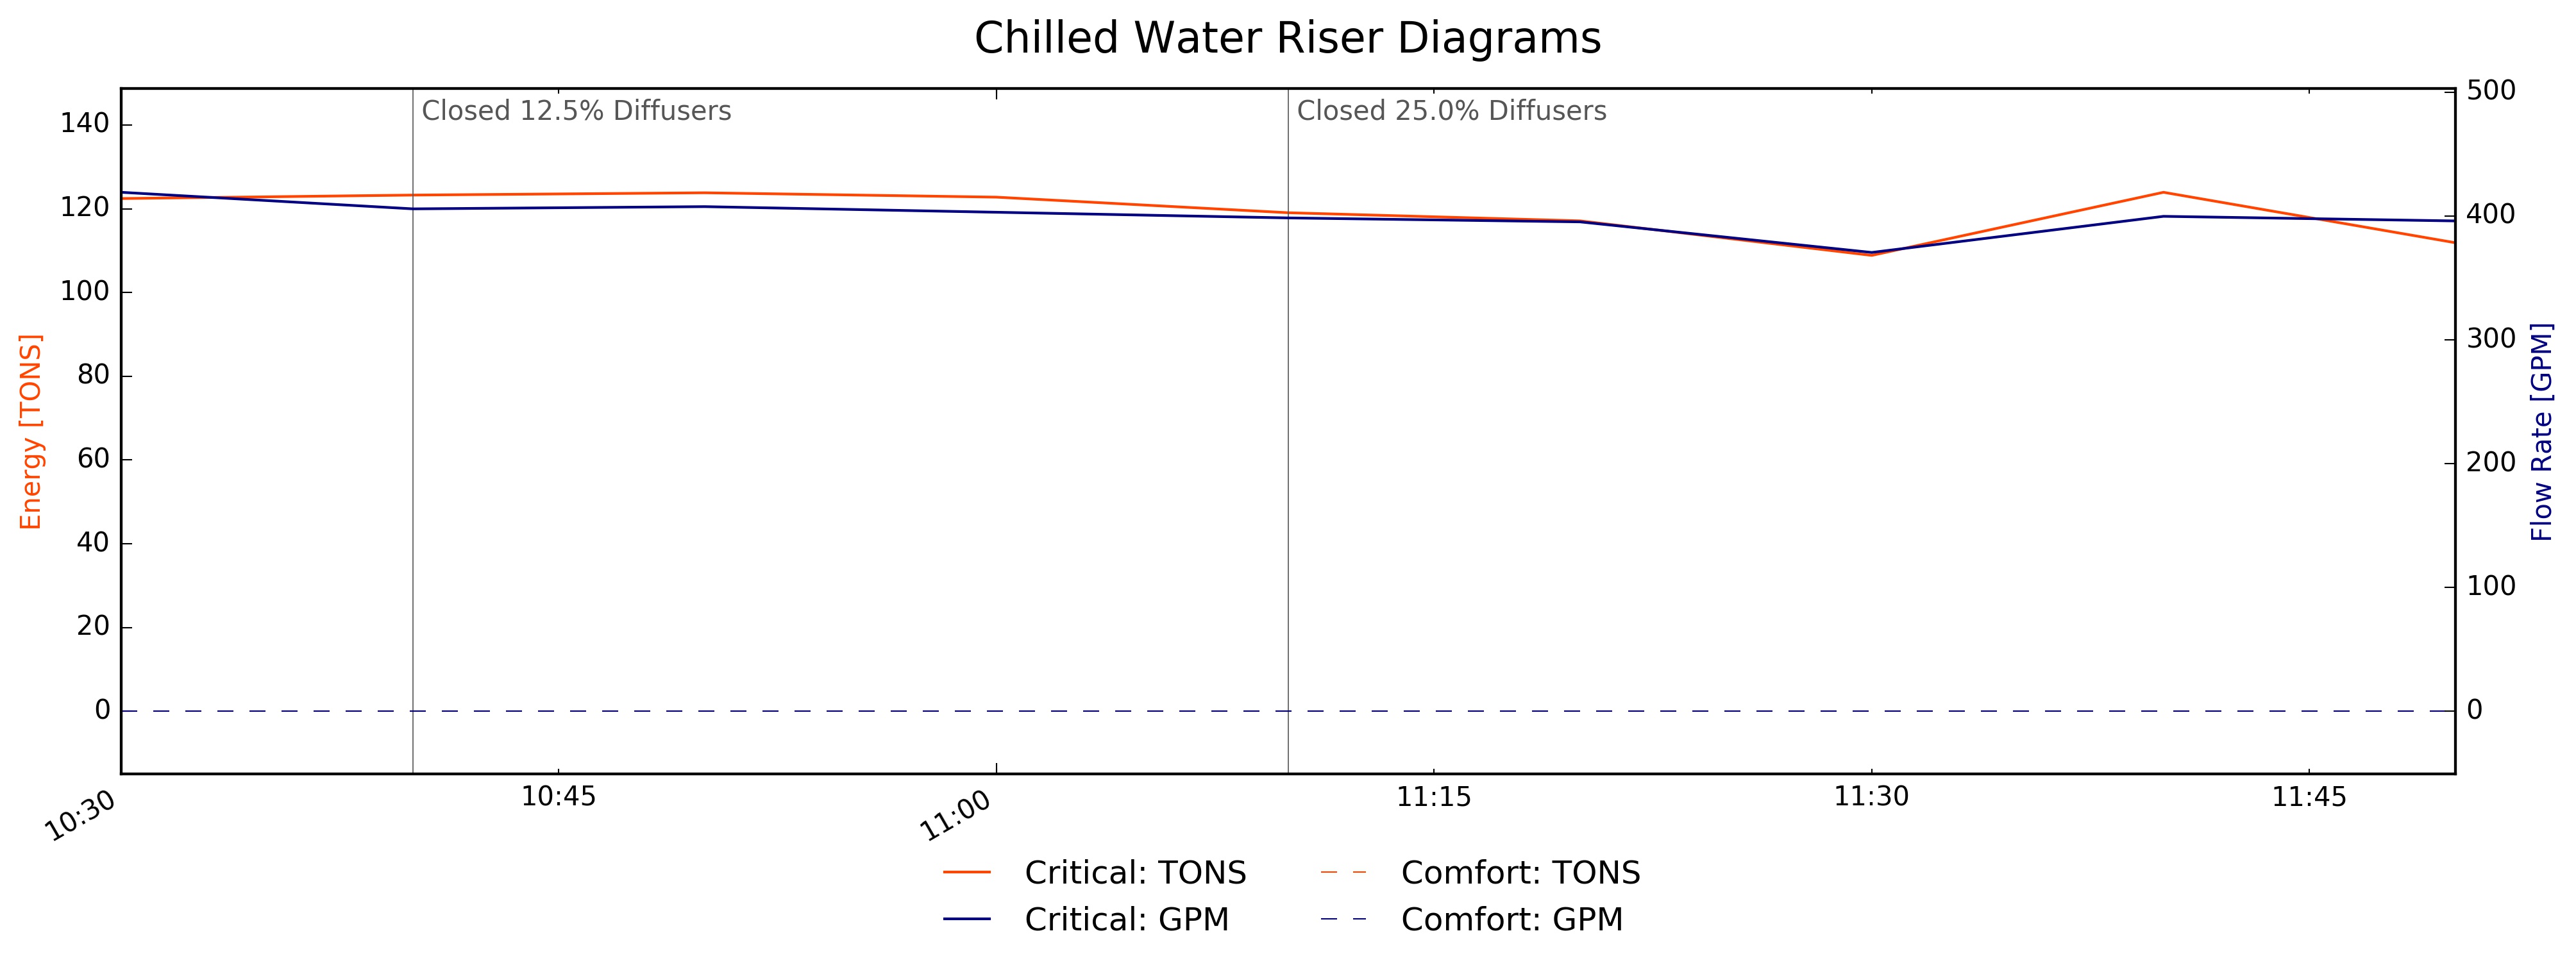 Chilled Water Riser Diagrams
Closed 12.5% Diffusers
Closed 25.0% Diffusers
140
120
100
80
60
40
20
0
Energy [TONS]
500
400
300
200
100
0
Flow Rate [GPM]
10:30
10:45
11:00
11:15
11:30
11:45
Critical: TONS
Critical: GPM
Comfort: TONS
Comfort: GPM